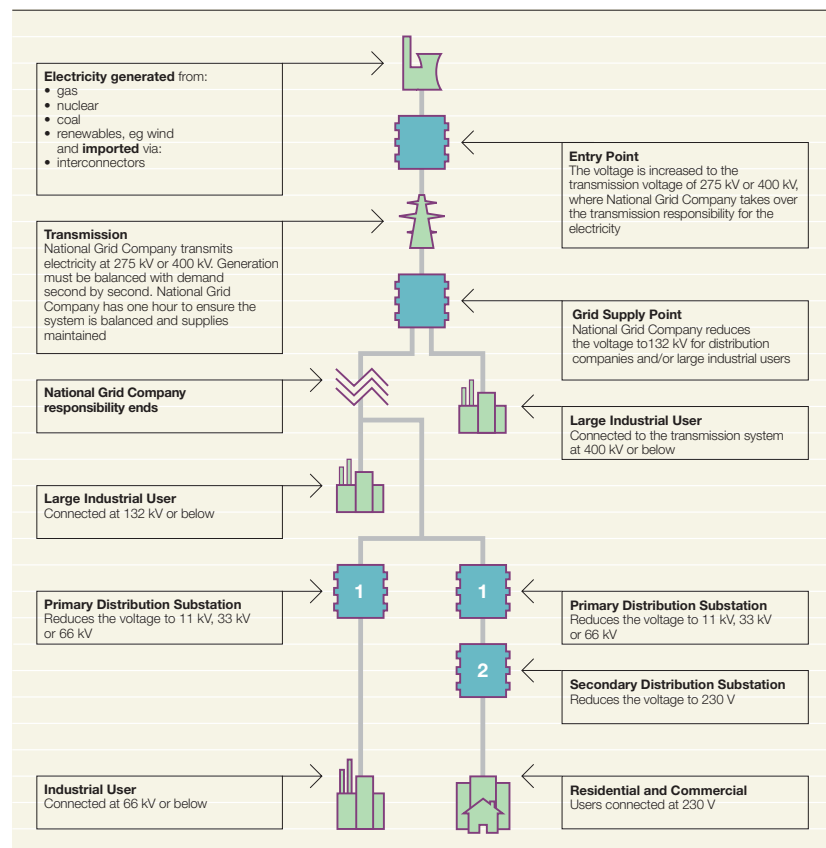 Electricity generated from:
• gas
• nuclear
• coal
• renewables, eg wind
and imported via:
• interconnectors
Entry Point
The voltage is increased to the
transmission voltage of 275 kV or 400 kV,
where National Grid Company takes over
the transmission responsibility for the
electricity
Transmission
National Grid Company transmits
electricity at 275 kV or 400 kV. Generation
must be balanced with demand
second by second. National Grid
Company has one hour to ensure the
system is balanced and supplies
maintained
Grid Supply Point
National Grid Company reduces
the voltage to132 kV for distribution
companies and/or large industrial users
National Grid Company
responsibility ends
Large Industrial User
Connected to the transmission system
at 400 kV or below
Large Industrial User
Connected at 132 kV or below
Primary Distribution Substation
Reduces the voltage to 11 kV, 33 kV
or 66 kV
1
1
Primary Distribution Substation
Reduces the voltage to 11 kV, 33 kV
or 66 kV
2
Secondary Distribution Substation
Reduces the voltage to 230 V
Industrial User
Connected at 66 kV or below
Residential and Commercial
Users connected at 230 V